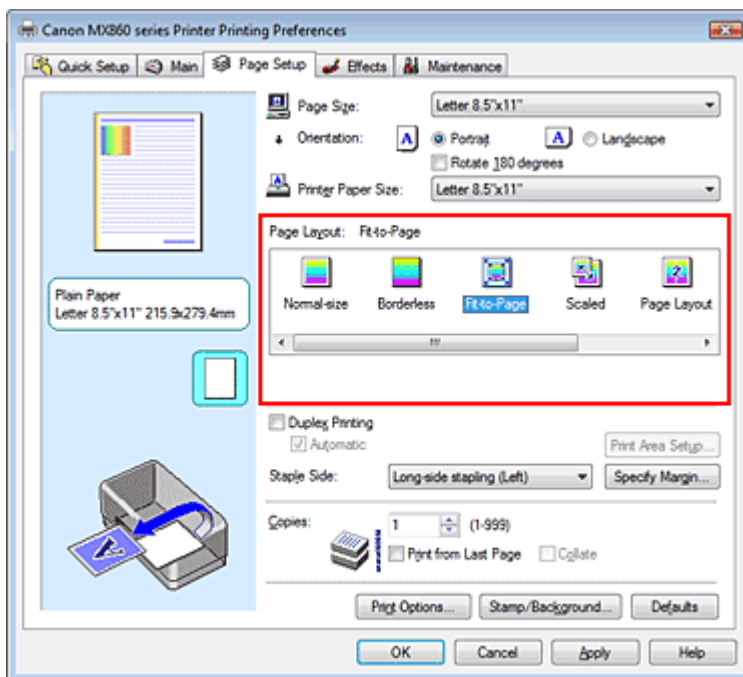 Canon MX860 series Printer Printing Preferences
Quick Setup Main Page Setup Effects Maintenance
Page Size: Letter 8.5"x11"
Orientation: A Portrait A Landscape
Rotate 180 degrees
Printer Paper Size: Letter 8.5"x11"
Page Layout: Fit-to-Page
Normal-size Borderless Fit-to-Page Scaled Page Layout
Plain Paper
Letter 8.5"x11" 215.9x279.4mm
Duplex Printing
Automatic Print Area Setup...
Staple Side: Long-side stapling (Left) Specify Margin...
Copies: 1 (1-999)
Print from Last Page Collate
Print Options... Stamp/Background... Defaults
OK Cancel Apply Help